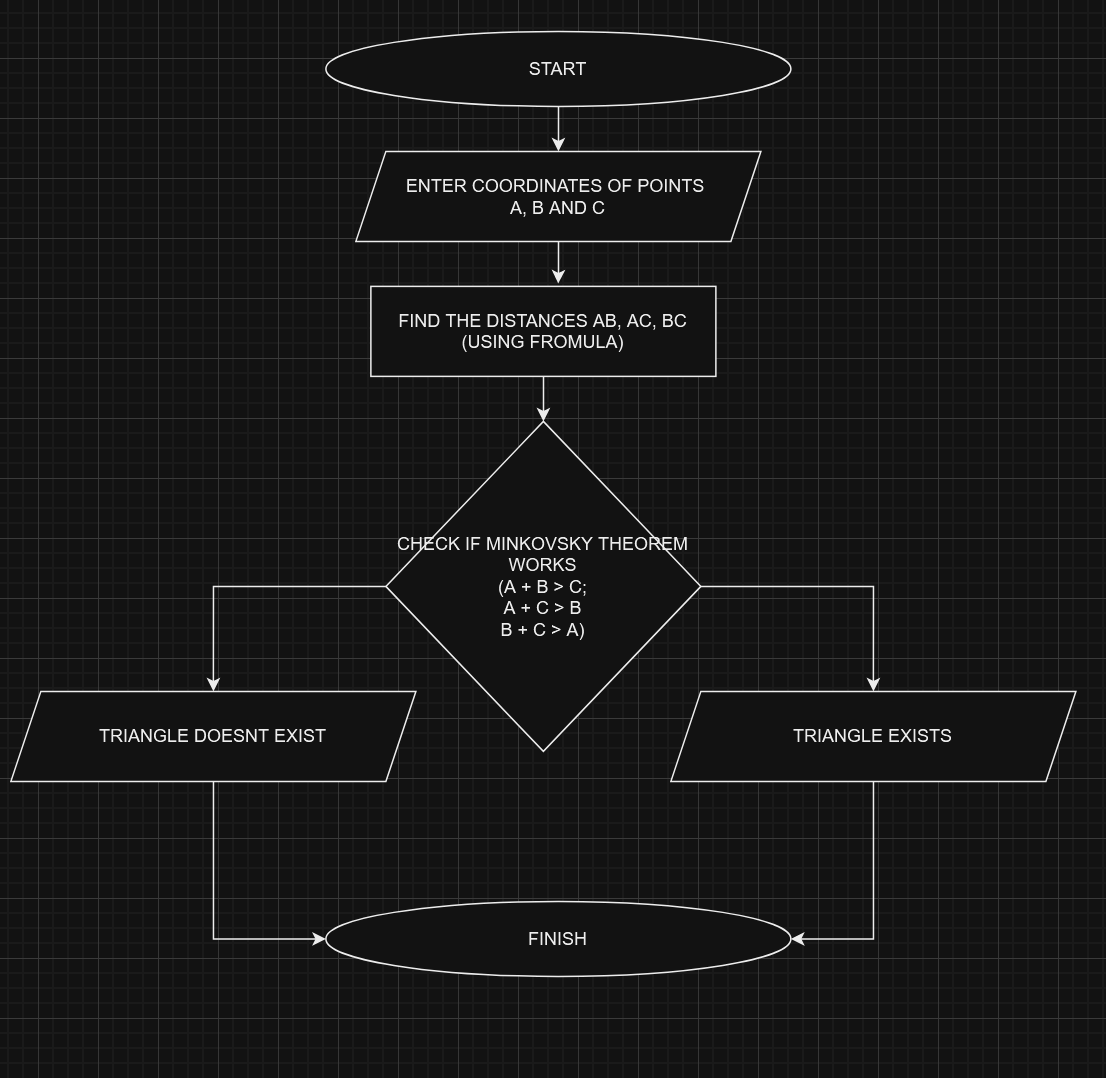 START
ENTER COORDINATES OF POINTS
A, B AND C
FIND THE DISTANCES AB, AC, BC
(USING FROMULA)
CHECK IF MINKOVSKY THEOREM
WORKS
(A + B > C;
A + C > B
B + C > A)
TRIANGLE DOESNT EXIST
TRIANGLE EXISTS
FINISH